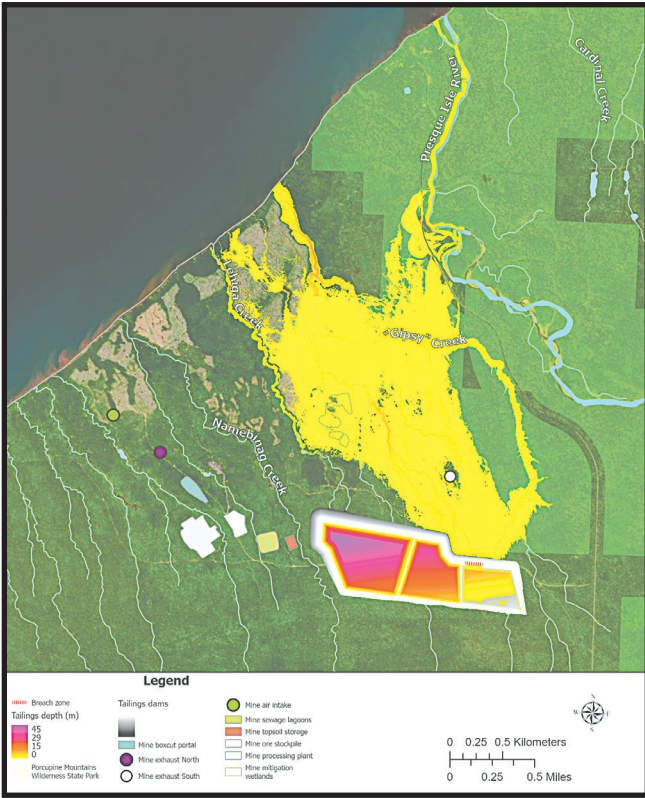 Cardinal Creek
Presque Isle River
Lehiga Creek
"Gipsy" Creek
Namebinag Creek
Legend
Breach zone
Tailings depth (m)
45
29
15
0
Porcupine Mountains
Wilderness State Park
Tailings dams
Mine boxcut portal
Mine exhaust North
Mine exhaust South
Mine air intake
Mine sewage lagoons
Mine topsoil storage
Mine ore stockpile
Mine processing plant
Mine mitigation
wetlands
N
W
E
S
0 0.25 0.5 Kilometers
0 0.25 0.5 Miles